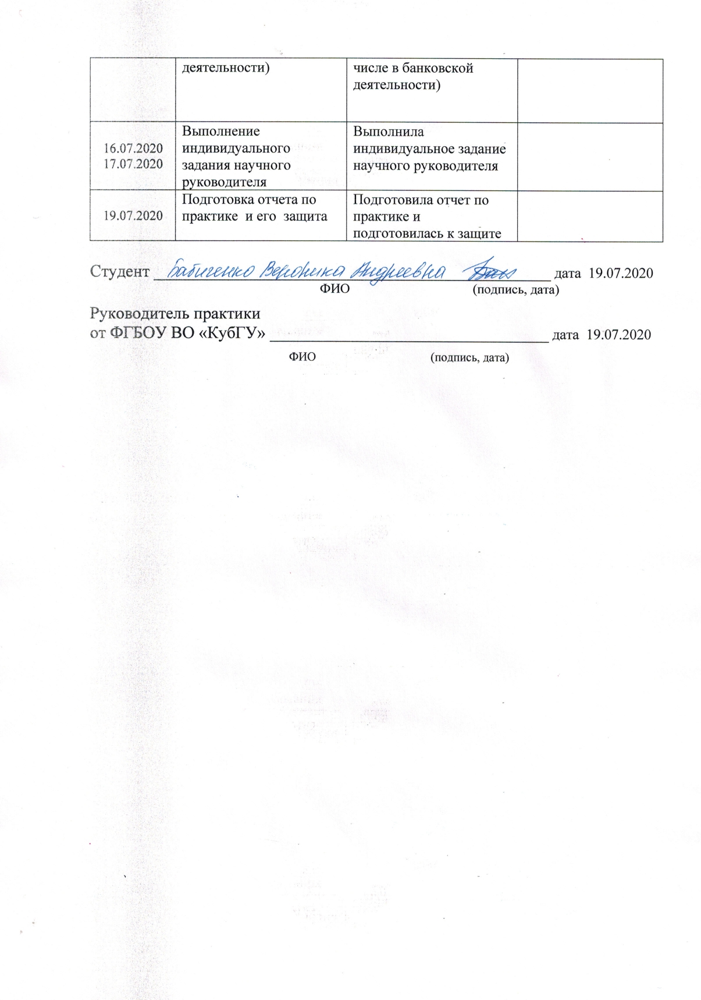 деятельности)
числе в банковской
деятельности)
16.07.2020
17.07.2020
Выполнение
индивидуального
задания научного
руководителя
Выполнила
индивидуальное задание
научного руководителя
19.07.2020
Подготовка отчета по
практике и его защита
Подготовила отчет по
практике и
подготовилась к защите
Студент Бабиченко Вероника Андреевна дата 19.07.2020
ФИО (подпись, дата)
Руководитель практики
от ФГБОУ ВО «КубГУ» дата 19.07.2020
ФИО (подпись, дата)